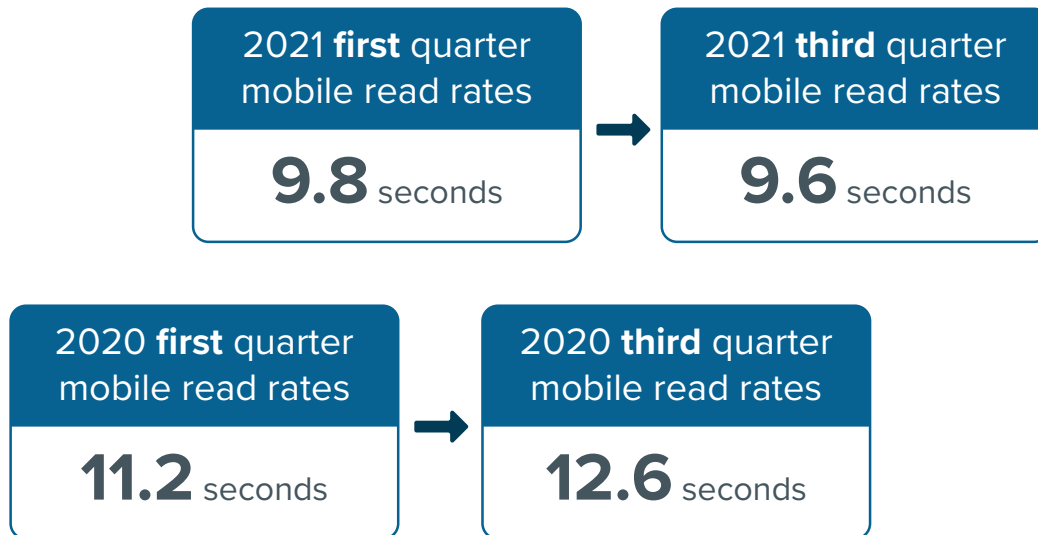 2021 first quarter
mobile read rates
9.8 seconds
2021 third quarter
mobile read rates
9.6 seconds
2020 first quarter
mobile read rates
11.2 seconds
2020 third quarter
mobile read rates
12.6 seconds